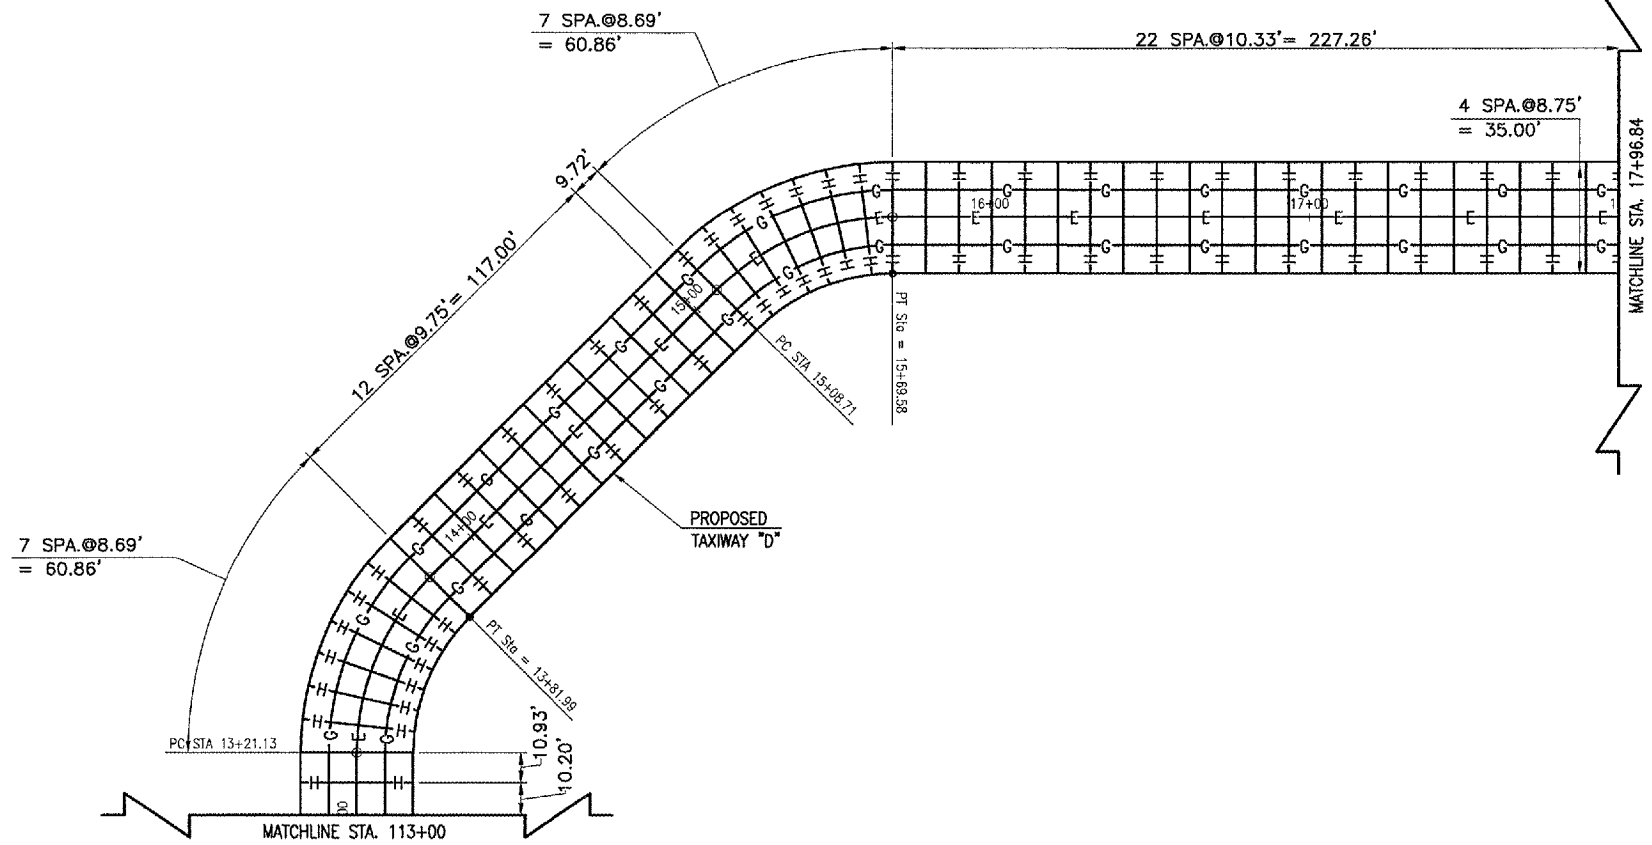 7 SPA.@8.69'
= 60.86'
22 SPA.@10.33'= 227.26'
4 SPA.@8.75'
= 35.00'
MATCHLINE STA. 17+96.84
9.72'
12 SPA.@9.75'= 117.00'
16+00
17+00
15+00
PC STA 15+08.71
PT Sta = 15+69.58
14+00
PROPOSED
TAXIWAY "D"
7 SPA.@8.69'
= 60.86'
PT Sta = 13+81.99
PC STA 13+21.13
10.93'
10.20'
MATCHLINE STA. 113+00
G G G G G G G G
E E E E E E
G G G G G G G G
H H H H H H H H